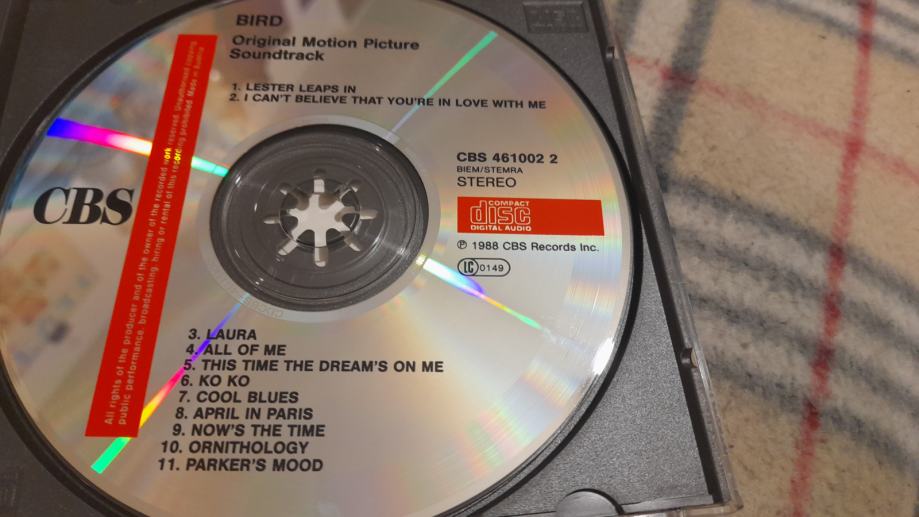 BIRD
Original Motion Picture
Soundtrack
1. LESTER LEAPS IN
2. I CAN'T BELIEVE THAT YOU'RE IN LOVE WITH ME
CBS
CBS 461002 2
BIEM/STEMRA
STEREO
COMPACT
disc
DIGITAL AUDIO
℗ 1988 CBS Records Inc.
LC 0149
All rights of the producer and of the owner of the recorded work reserved. Unauthorised copying
public performance, broadcasting, hiring or rental of this recording prohibited. Made in Austria
3. LAURA
4. ALL OF ME
5. THIS TIME THE DREAM'S ON ME
6. KO KO
7. COOL BLUES
8. APRIL IN PARIS
9. NOW'S THE TIME
10. ORNITHOLOGY
11. PARKER'S MOOD